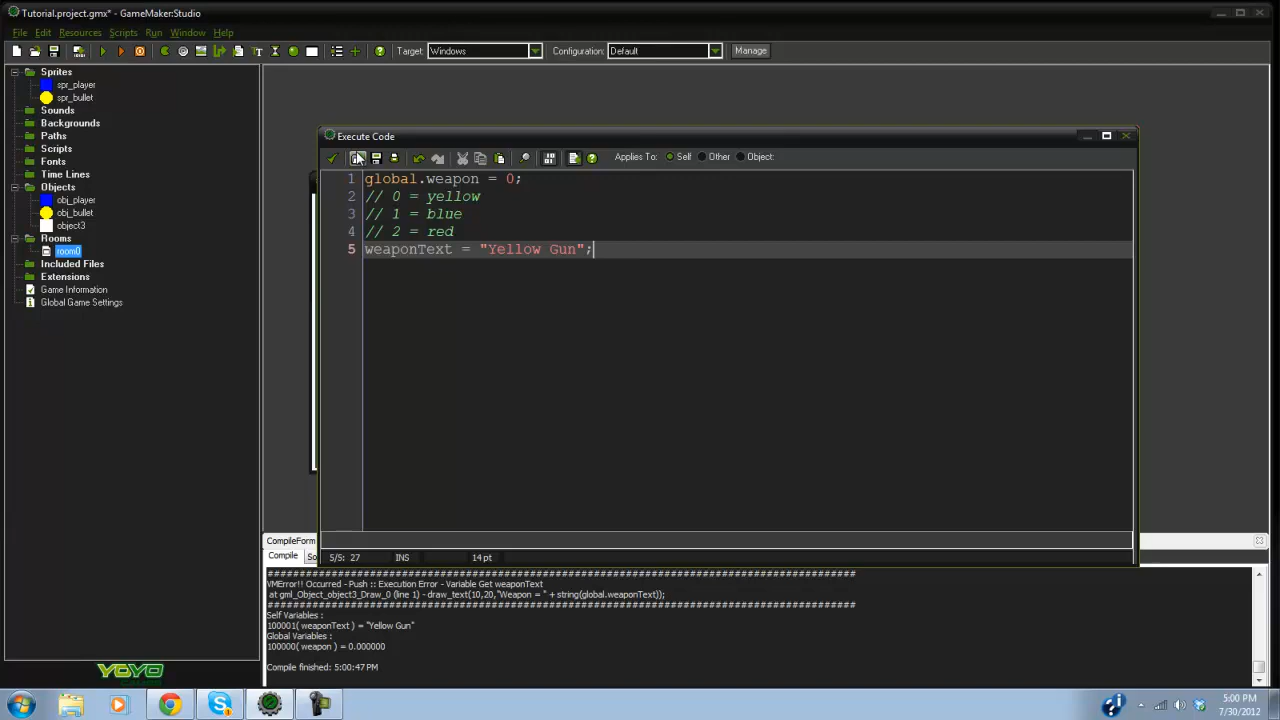 Tutorial.project.gmx* - GameMaker:Studio
File Edit Resources Scripts Run Window Help
Target: Windows Configuration: Default Manage
Sprites
spr_player
spr_bullet
Sounds
Backgrounds
Paths
Scripts
Fonts
Time Lines
Objects
obj_player
obj_bullet
object3
Rooms
room0
Included Files
Extensions
Game Information
Global Game Settings
YOYO
Execute Code
Applies To: Self Other Object:
1 global.weapon = 0;
2 // 0 = yellow
3 // 1 = blue
4 // 2 = red
5 weaponText = "Yellow Gun";
5/5: 27 INS 14 pt
CompileForm
Compile So
###########################################################################################
VMError!! Occurred - Push :: Execution Error - Variable Get weaponText
at gml_Object_object3_Draw_0 (line 1) - draw_text(10,20,"Weapon = " + string(global.weaponText));
###########################################################################################
Self Variables :
100001( weaponText ) = "Yellow Gun"
Global Variables :
100000( weapon ) = 0.000000
Compile finished: 5:00:47 PM
5:00 PM
7/30/2012